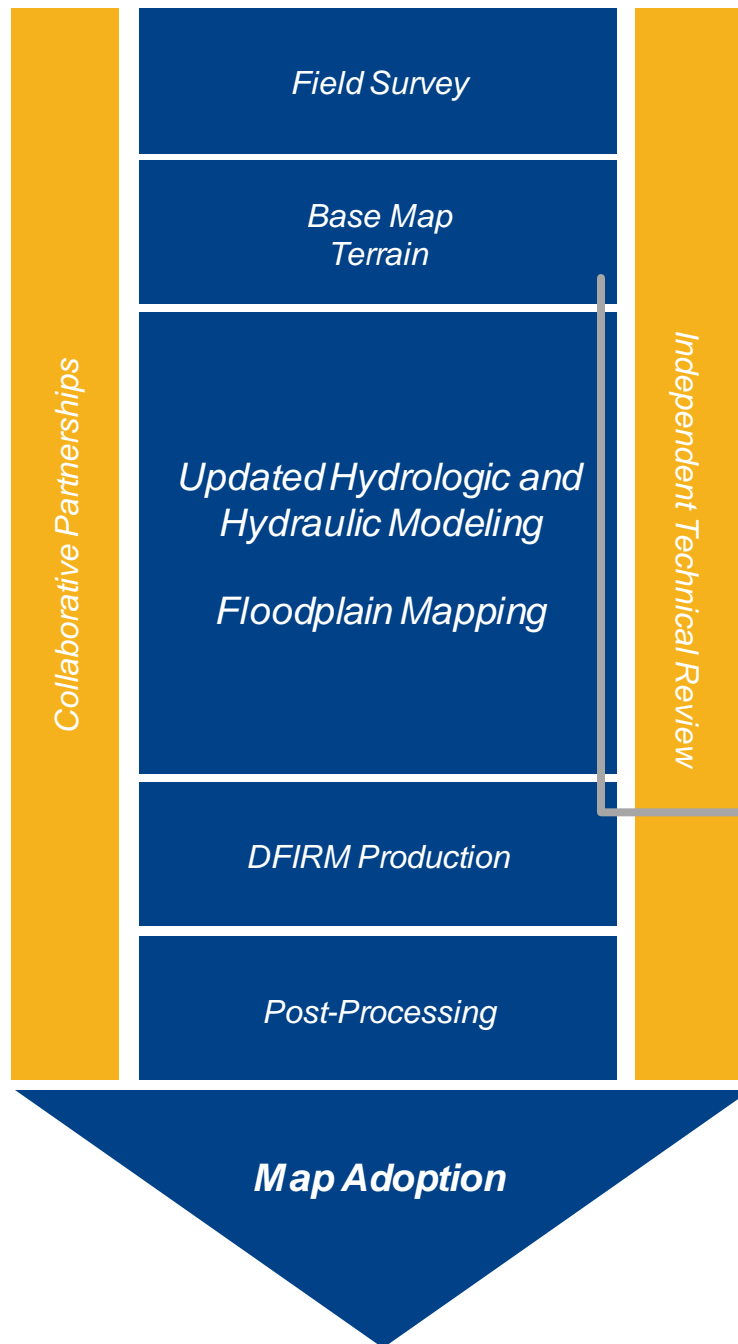 Field Survey
Base Map
Terrain
Updated Hydrologic and
Hydraulic Modeling
Floodplain Mapping
DFIRM Production
Post-Processing
Map Adoption
Collaborative Partnerships
Independent Technical Review